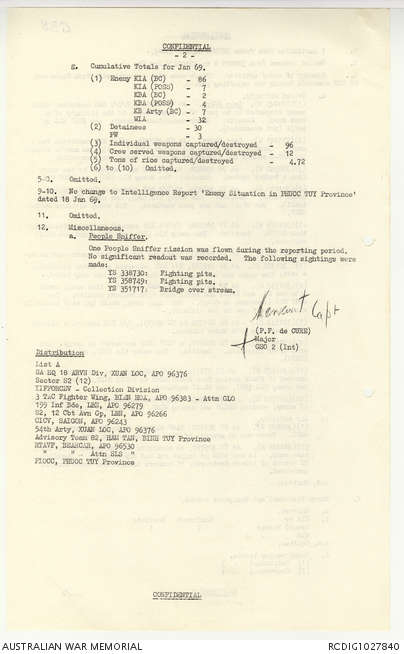 CONFIDENTIAL
- 2 -
g. Cumulative Totals for Jan 69.
(1) Enemy KIA (BC) - 86
KIA (POSS) - 7
KBA (BC) - 2
KBA (POSS) - 4
KB Arty (BC) - 7
WIA - 32
(2) Detainees - 30
PW - 3
(3) Individual weapons captured/destroyed - 96
(4) Crew served weapons captured/destroyed - 12
(5) Tons of rice captured/destroyed - 4.72
(6) to (10) Omitted.
Omitted.
9-10. No change to Intelligence Report 'Enemy Situation in PHUOC TUY Province'
dated 18 Jan 69.
11. Omitted.
12. Miscellaneous.
a. People Sniffer.
One People Sniffer mission was flown during the reporting period.
No significant readout was recorded. The following sightings were
made:
YS 338730: Fighting pits.
YS 358749: Fighting pits.
YS 351717: Bridge over stream.
Capt
(P.F. de CURE)
Major
GSO 2 (Int)
Distribution
List A
SA HQ 18 ARVN Div, XUAN LOC, APO 96376
Sector S2 (12)
IIFFORCEV - Collection Division
3 TAC Fighter Wing, BIEN HOA, APO 96383 - Attn GLO
199 Inf Bde, LBN, APO 96279
S2, 12 Cbt Avn Gp, LBN, APO 96266
CICV, SAIGON, APO 96243
54th Arty, XUAN LOC, APO 96376
Advisory Team 82, HAM TAN, BINH TUY Province
RTAVF, BEARCAT, APO 96530
" " Attn SLS "
PIOCC, PHUOC TUY Province
CONFIDENTIAL
AUSTRALIAN WAR MEMORIAL
RCDIG1027840